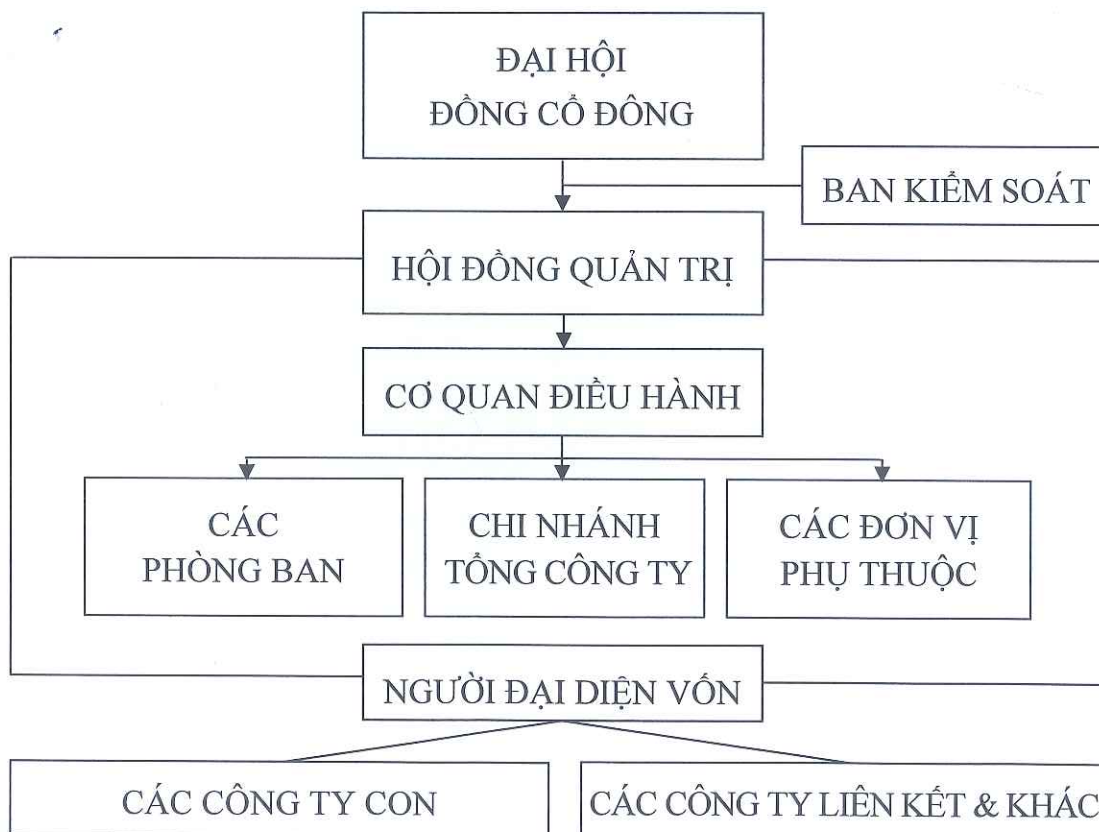 ĐẠI HỘI
ĐỒNG CỔ ĐÔNG
BAN KIỂM SOÁT
HỘI ĐỒNG QUẢN TRỊ
CƠ QUAN ĐIỀU HÀNH
CÁC
PHÒNG BAN
CHI NHÁNH
TỔNG CÔNG TY
CÁC ĐƠN VỊ
PHỤ THUỘC
NGƯỜI ĐẠI DIỆN VỐN
CÁC CÔNG TY CON
CÁC CÔNG TY LIÊN KẾT & KHÁC